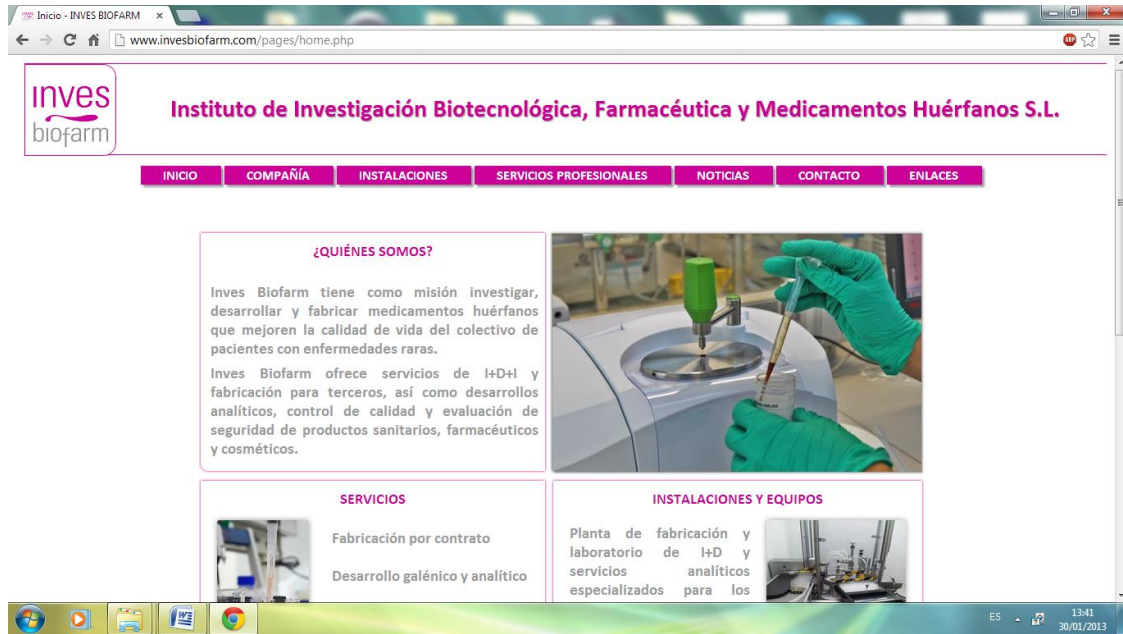 Inicio - INVES BIOFARM
www.invesbiofarm.com/pages/home.php
inves
biofarm
Instituto de Investigación Biotecnológica, Farmacéutica y Medicamentos Huérfanos S.L.
INICIO COMPAÑÍA INSTALACIONES SERVICIOS PROFESIONALES NOTICIAS CONTACTO ENLACES
¿QUIÉNES SOMOS?
Inves Biofarm tiene como misión investigar,
desarrollar y fabricar medicamentos huérfanos
que mejoren la calidad de vida del colectivo de
pacientes con enfermedades raras.
Inves Biofarm ofrece servicios de I+D+I y
fabricación para terceros, así como desarrollos
analíticos, control de calidad y evaluación de
seguridad de productos sanitarios, farmacéuticos
y cosméticos.
SERVICIOS
Fabricación por contrato
Desarrollo galénico y analítico
INSTALACIONES Y EQUIPOS
Planta de fabricación y
laboratorio de I+D y
servicios analíticos
especializados para los
ES
13:41
30/01/2013